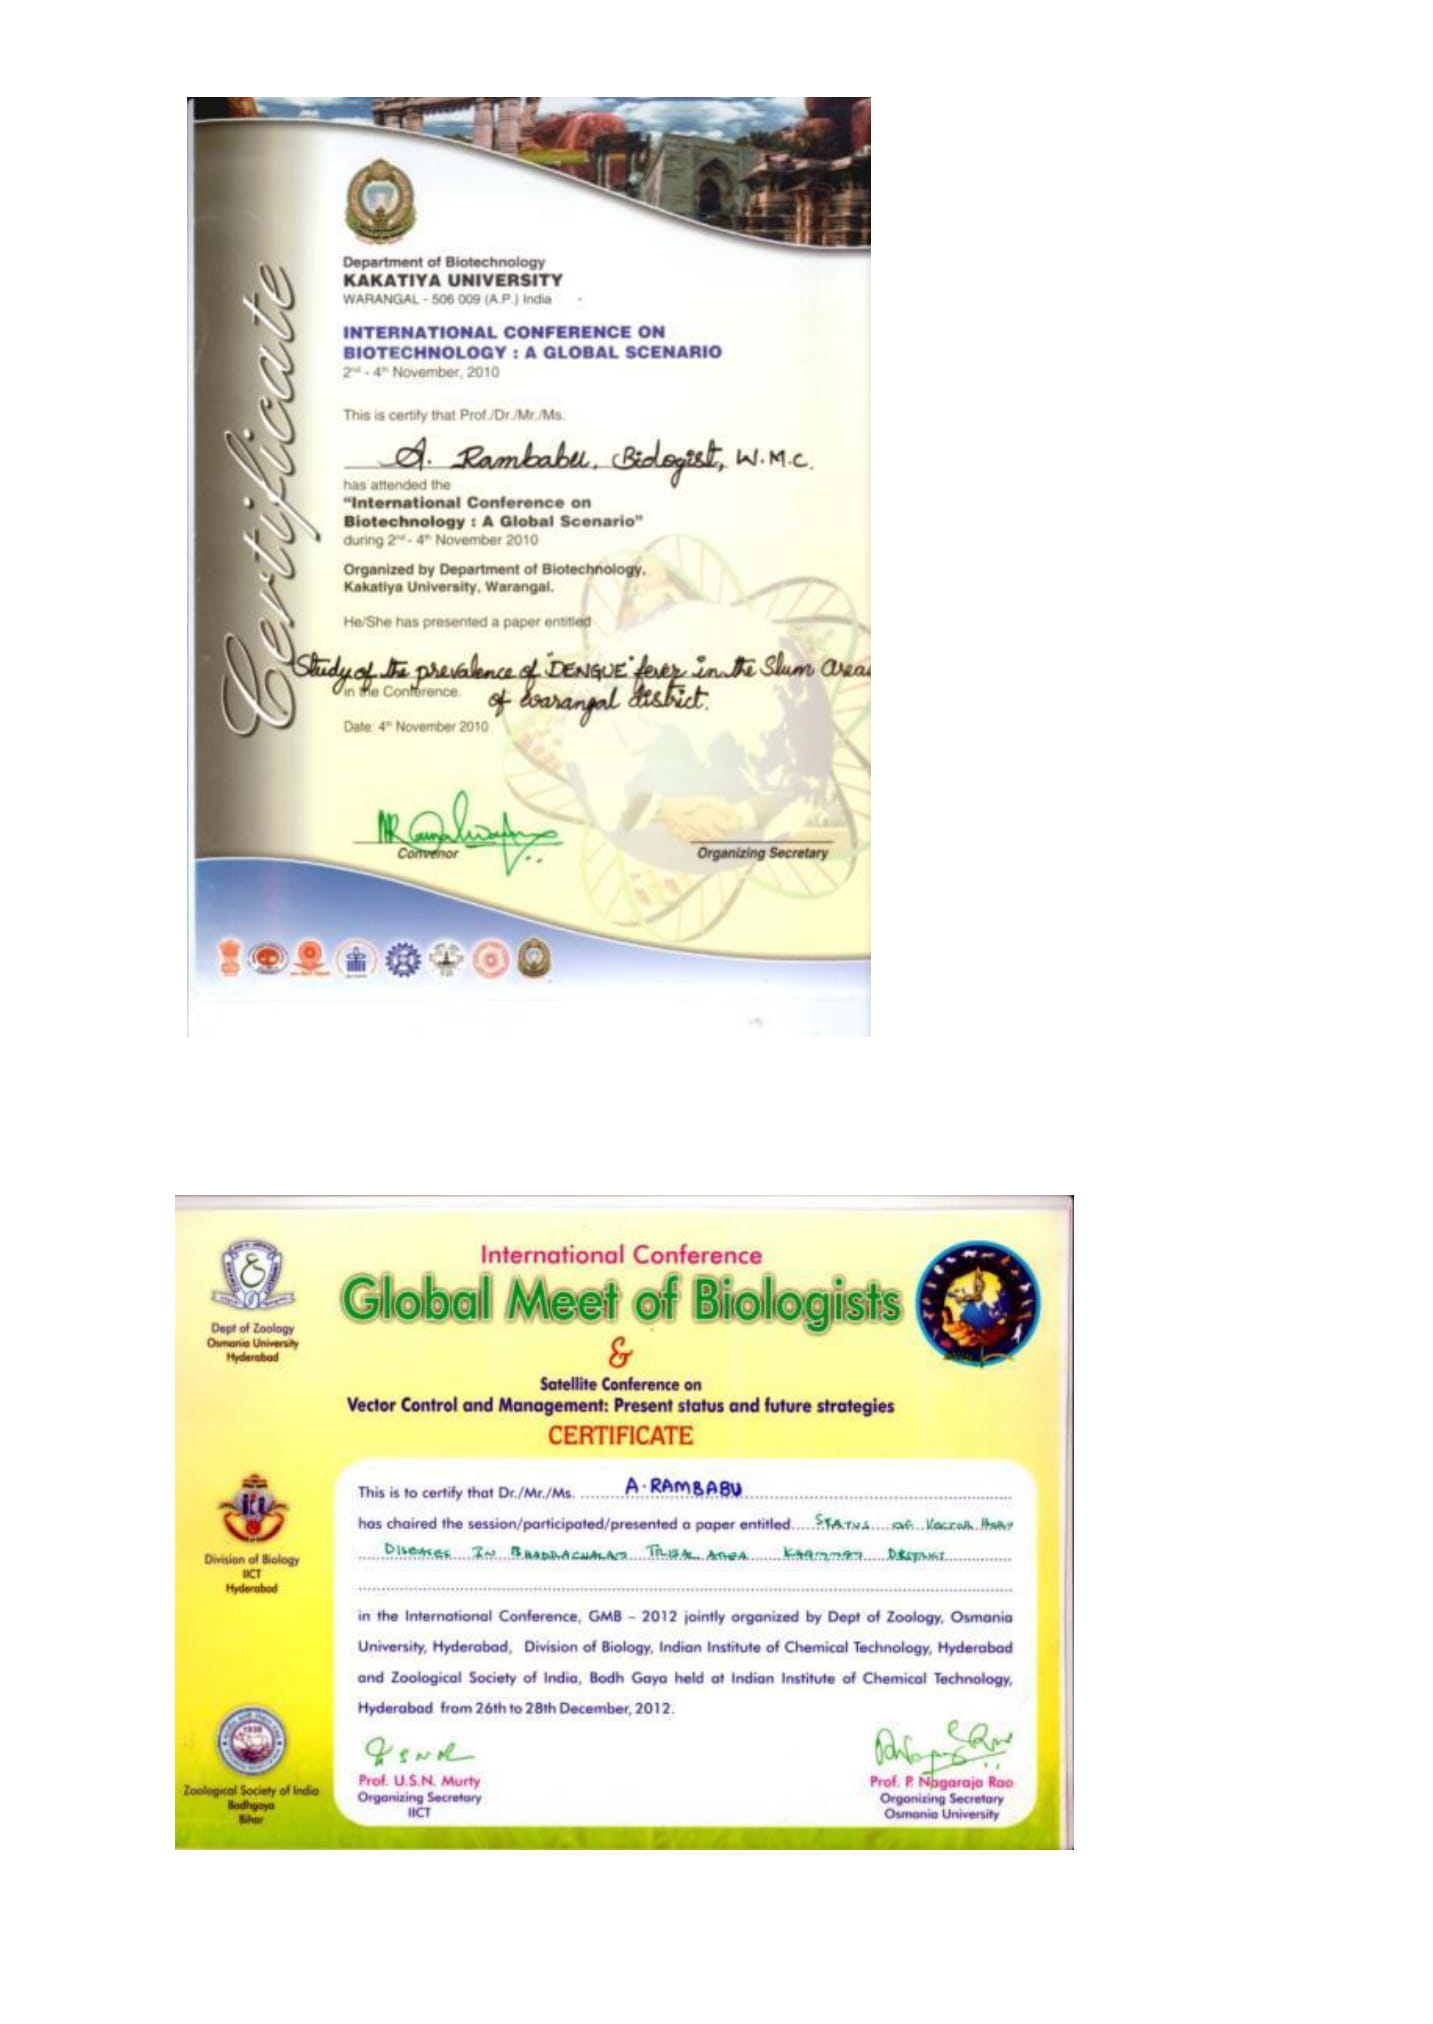 Certificate
Department of Biotechnology
KAKATIYA UNIVERSITY
WARANGAL - 506 009 (A.P.) India
INTERNATIONAL CONFERENCE ON
BIOTECHNOLOGY : A GLOBAL SCENARIO
2nd - 4th November, 2010
This is certify that Prof./Dr./Mr./Ms.
A. Rambabu, Biologist, W.M.C.
has attended the
"International Conference on
Biotechnology : A Global Scenario"
during 2nd - 4th November 2010
Organized by Department of Biotechnology,
Kakatiya University, Warangal.
He/She has presented a paper entitled
Study of the prevalence of "DENGUE" fever in the Slum Areas
in the Conference. of Warangal district.
Date: 4th November 2010
Convenor
Organizing Secretary
International Conference
Global Meet of Biologists
&
Satellite Conference on
Vector Control and Management: Present status and future strategies
CERTIFICATE
Dept of Zoology
Osmania University
Hyderabad
Division of Biology
IICT
Hyderabad
1938
Zoological Society of India
Bodhgaya
Bihar
This is to certify that Dr./Mr./Ms. A. RAMBABU
has chaired the session/participated/presented a paper entitled STATUS OF VECTOR
DISEASES IN BHADRACHALAM TRIBAL AREA KHAMMAM DISTRICT
in the International Conference, GMB – 2012 jointly organized by Dept of Zoology, Osmania
University, Hyderabad, Division of Biology, Indian Institute of Chemical Technology, Hyderabad
and Zoological Society of India, Bodh Gaya held at Indian Institute of Chemical Technology,
Hyderabad from 26th to 28th December, 2012.
Prof. U.S.N. Murty
Organizing Secretary
IICT
Prof. P. Nagaraja Rao
Organizing Secretary
Osmania University